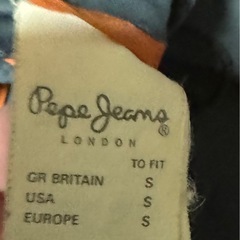 Pepe Jeans®
LONDON
TO FIT
GR BRITAIN S
USA S
EUROPE S